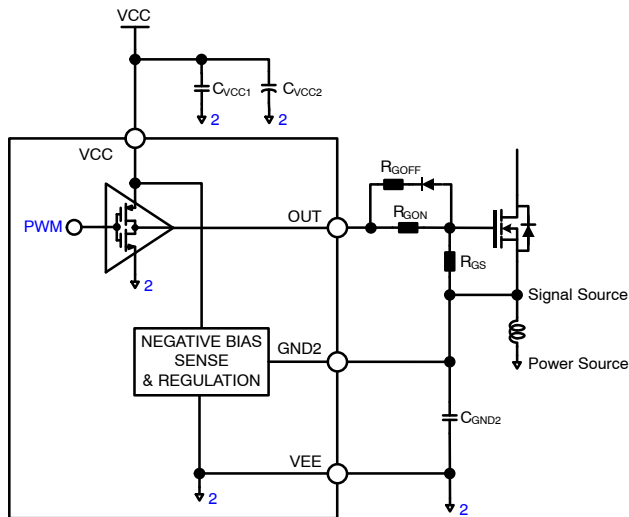 VCC
CVCC1
CVCC2
2
2
VCC
RGOFF
OUT
RGON
PWM
RGS
2
Signal Source
NEGATIVE BIAS
SENSE
& REGULATION
GND2
Power Source
CGND2
VEE
2
2